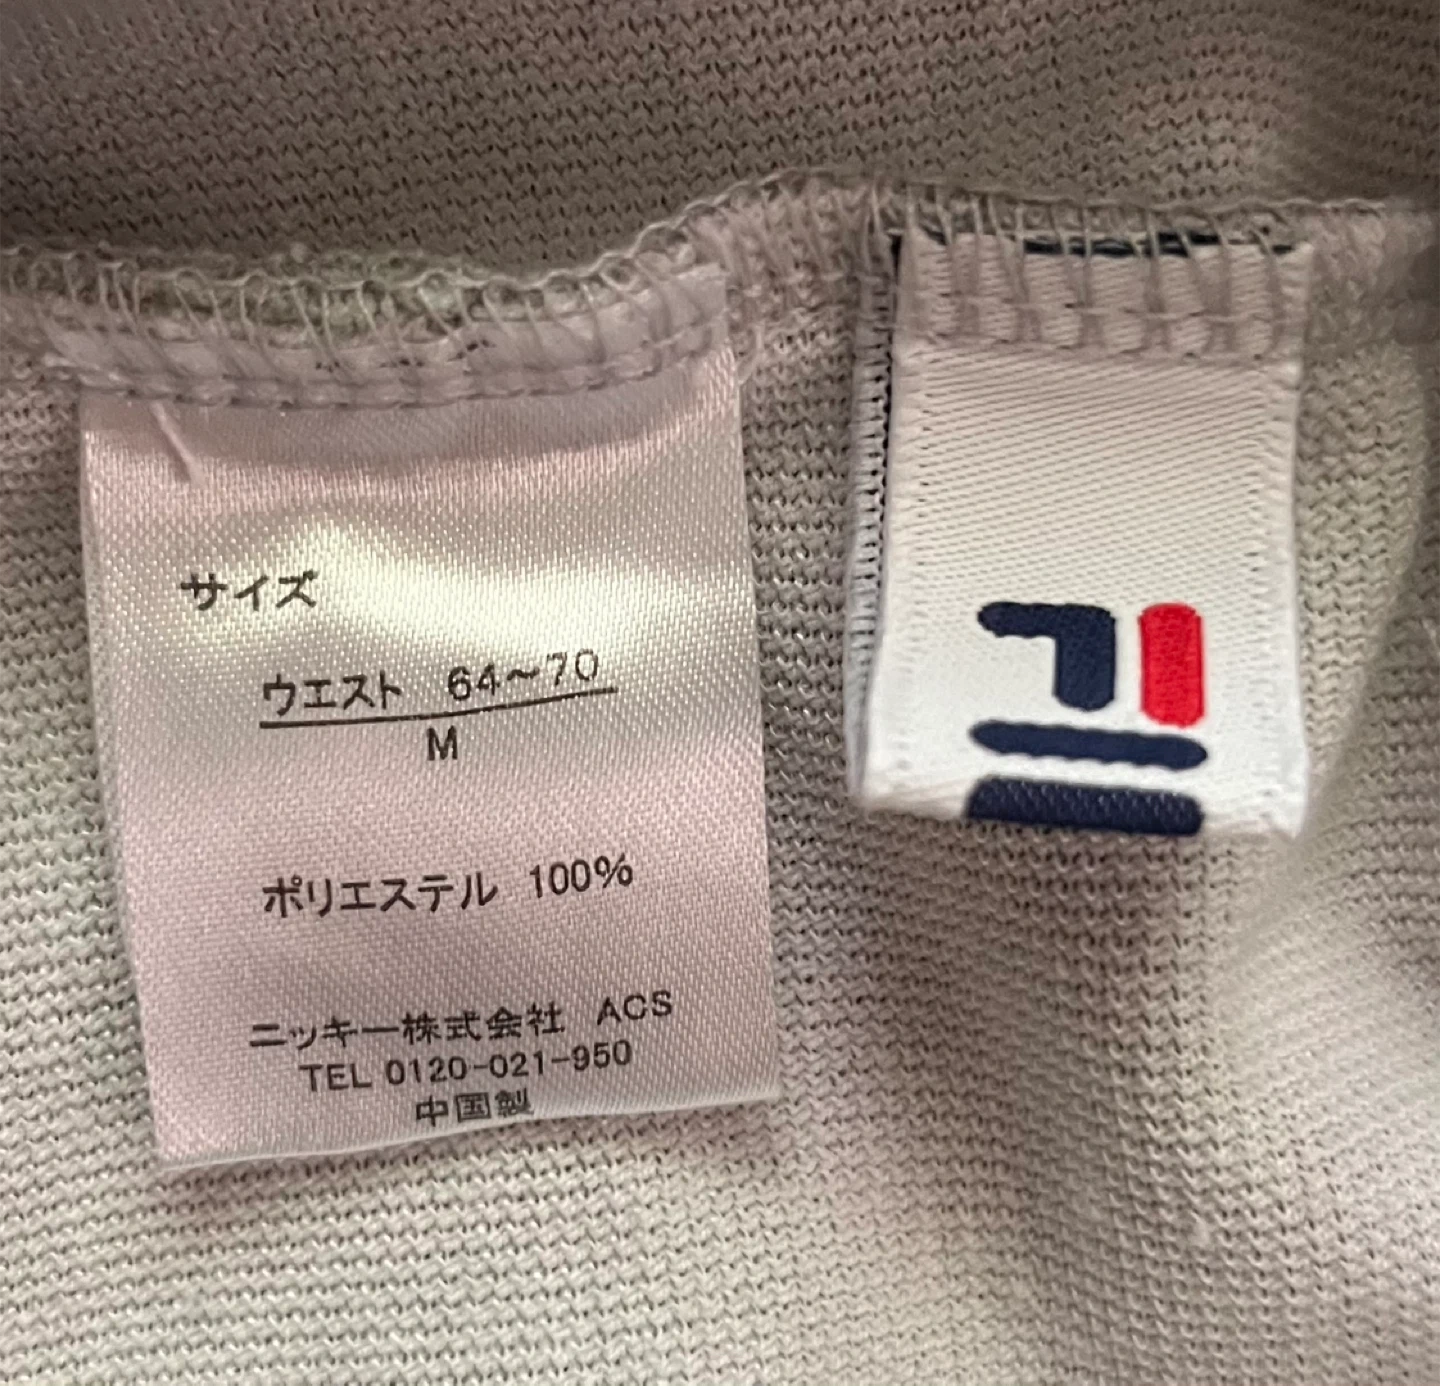 サイズ
ウエスト 64~70
M
ポリエステル 100%
ニッキー株式会社 ACS
TEL 0120-021-950
中国製